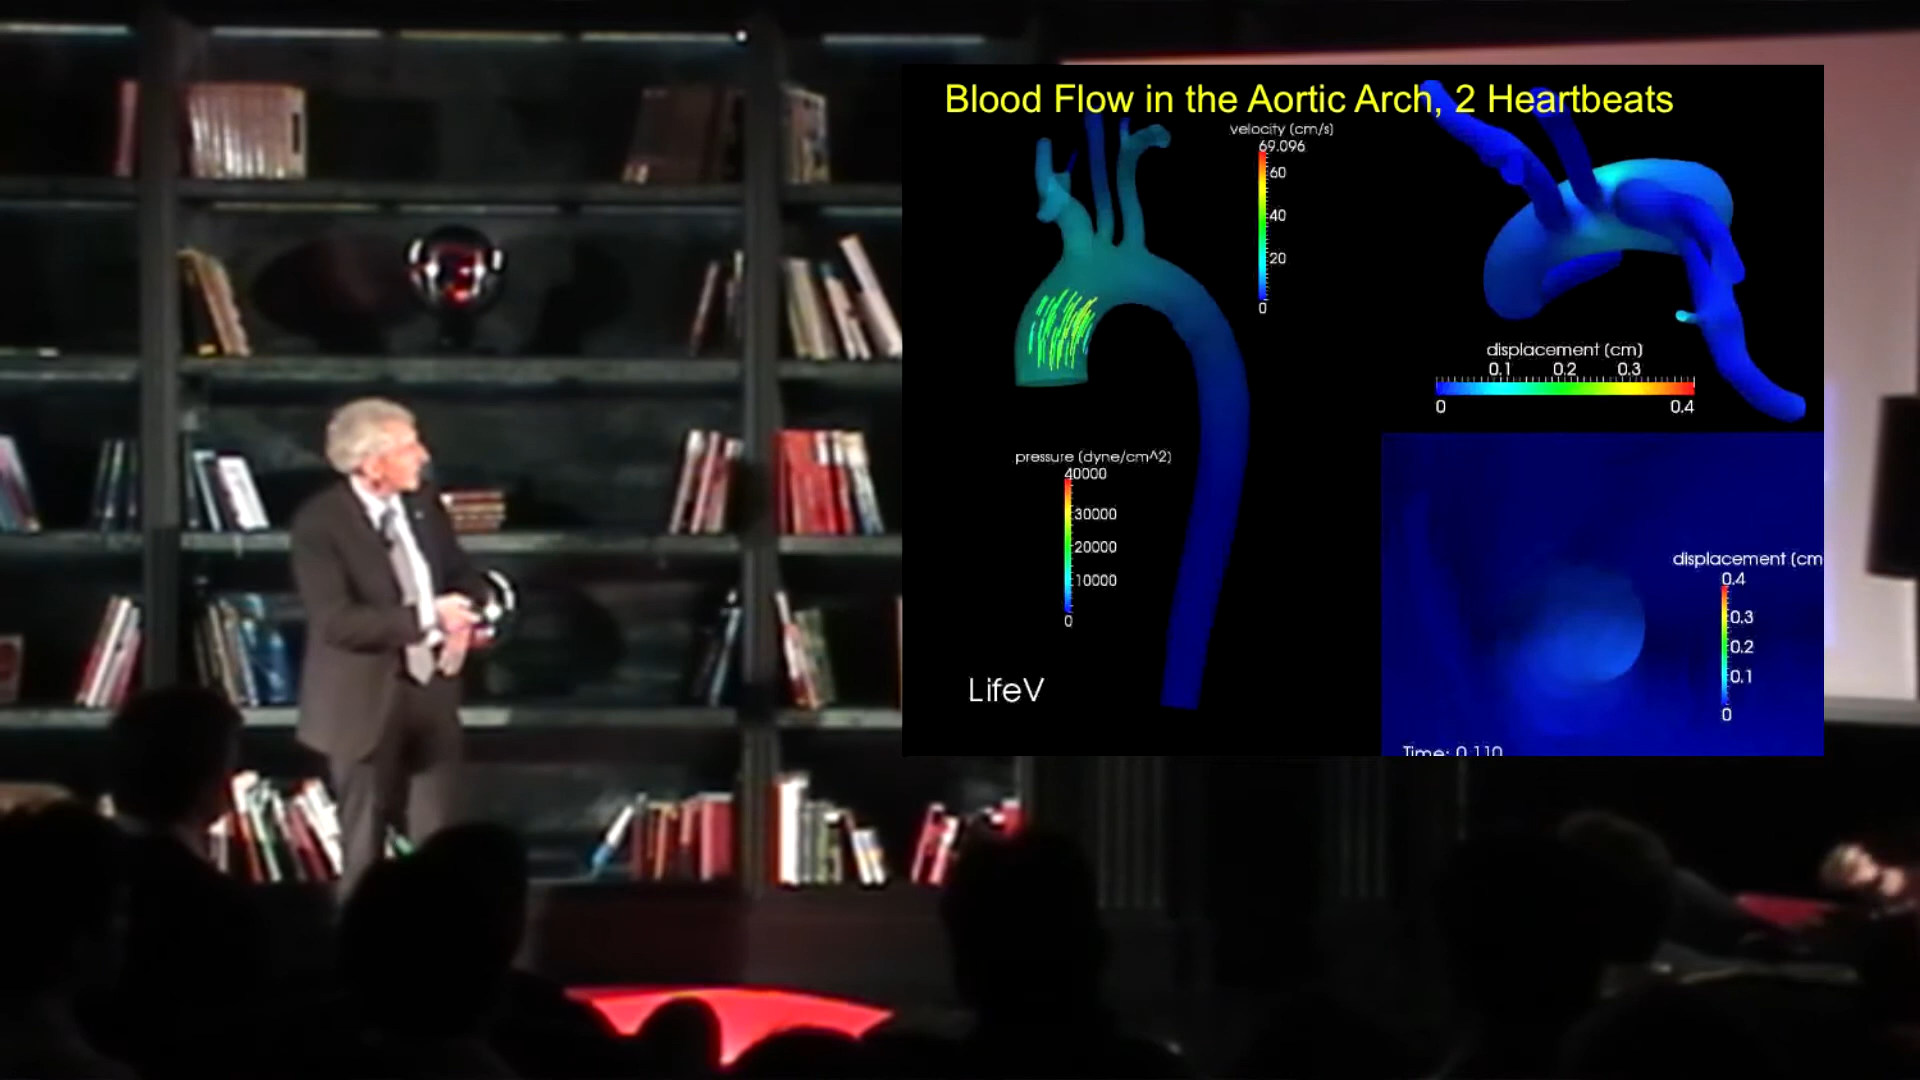 Blood Flow in the Aortic Arch, 2 Heartbeats
velocity (cm/s)
69.096
60
40
20
0
displacement (cm)
0.1 0.2 0.3
0 0.4
pressure (dyne/cm^2)
40000
30000
20000
10000
0
displacement (cm
0.4
0.3
0.2
0.1
0
LifeV
Time: 0.110